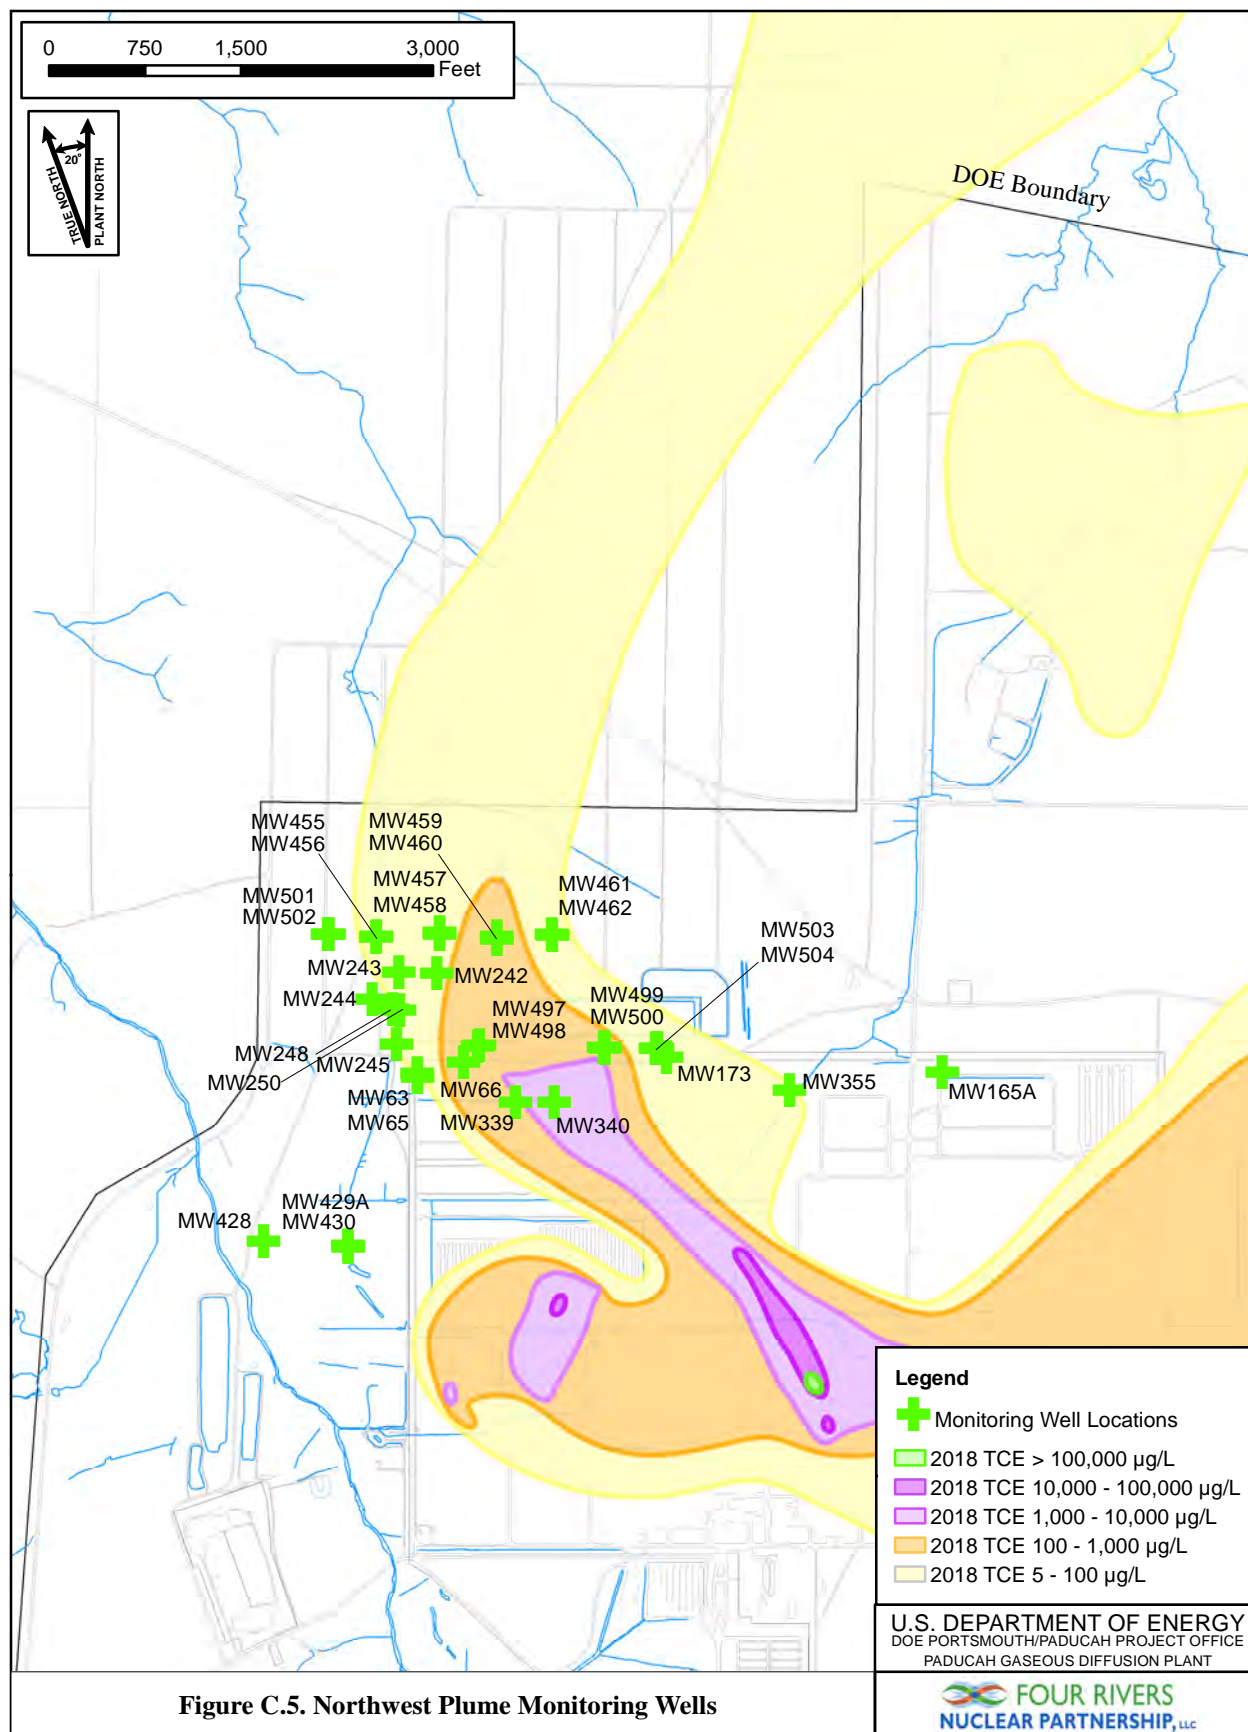 0 750 1,500 3,000
Feet
20°
TRUE NORTH
PLANT NORTH
DOE Boundary
MW455
MW456
MW459
MW460
MW457
MW458
MW461
MW462
MW501
MW502
MW503
MW504
MW243
MW242
MW244
MW497
MW498
MW499
MW500
MW248
MW245
MW250
MW173
MW66
MW355
MW165A
MW63
MW65
MW339
MW340
MW429A
MW428
MW430
Legend
Monitoring Well Locations
2018 TCE > 100,000 µg/L
2018 TCE 10,000 - 100,000 µg/L
2018 TCE 1,000 - 10,000 µg/L
2018 TCE 100 - 1,000 µg/L
2018 TCE 5 - 100 µg/L
U.S. DEPARTMENT OF ENERGY
DOE PORTSMOUTH/PADUCAH PROJECT OFFICE
PADUCAH GASEOUS DIFFUSION PLANT
Figure C.5. Northwest Plume Monitoring Wells
FOUR RIVERS
NUCLEAR PARTNERSHIP, LLC